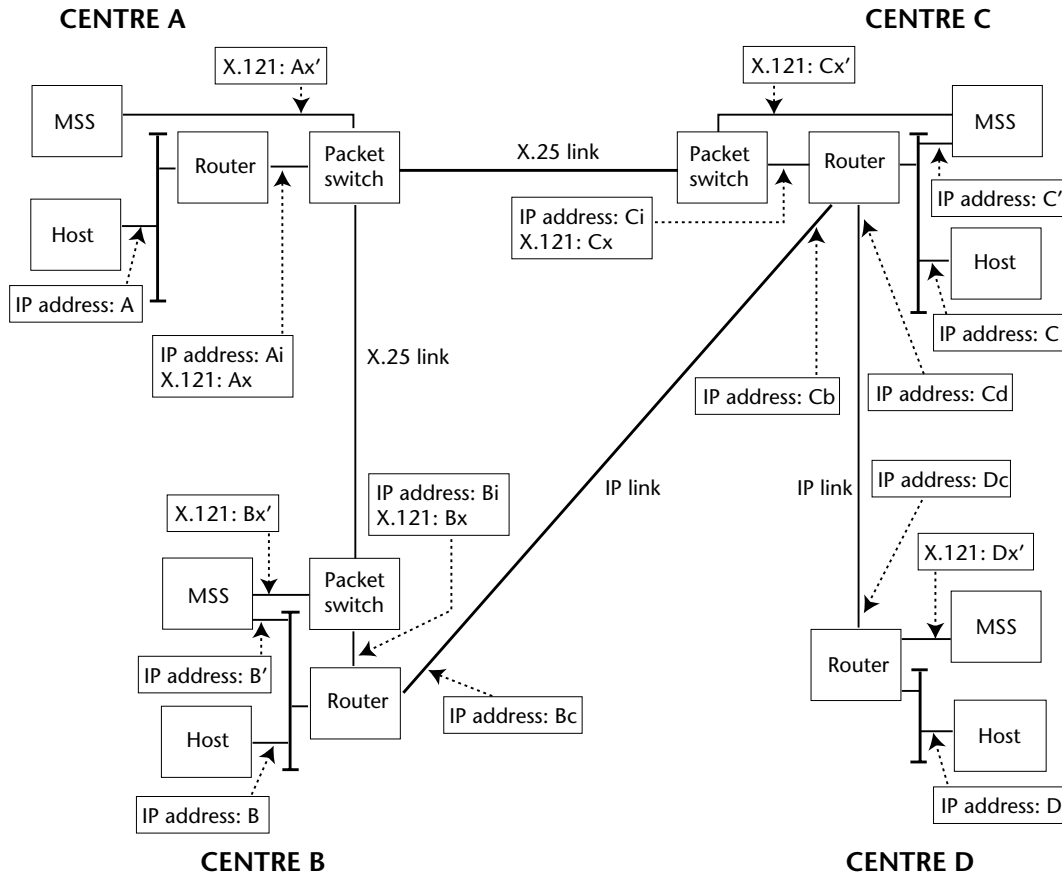 CENTRE A
CENTRE C
X.121: Ax′
X.121: Cx′
MSS
MSS
Router
Packet
switch
X.25 link
Packet
switch
Router
IP address: C′
IP address: Ci
X.121: Cx
Host
Host
IP address: A
IP address: C
IP address: Ai
X.121: Ax
X.25 link
IP address: Cb
IP address: Cd
IP address: Bi
X.121: Bx
IP link
IP link
IP address: Dc
X.121: Bx′
X.121: Dx′
MSS
Packet
switch
MSS
IP address: B′
Router
Router
IP address: Bc
Host
Host
IP address: B
IP address: D
CENTRE B
CENTRE D